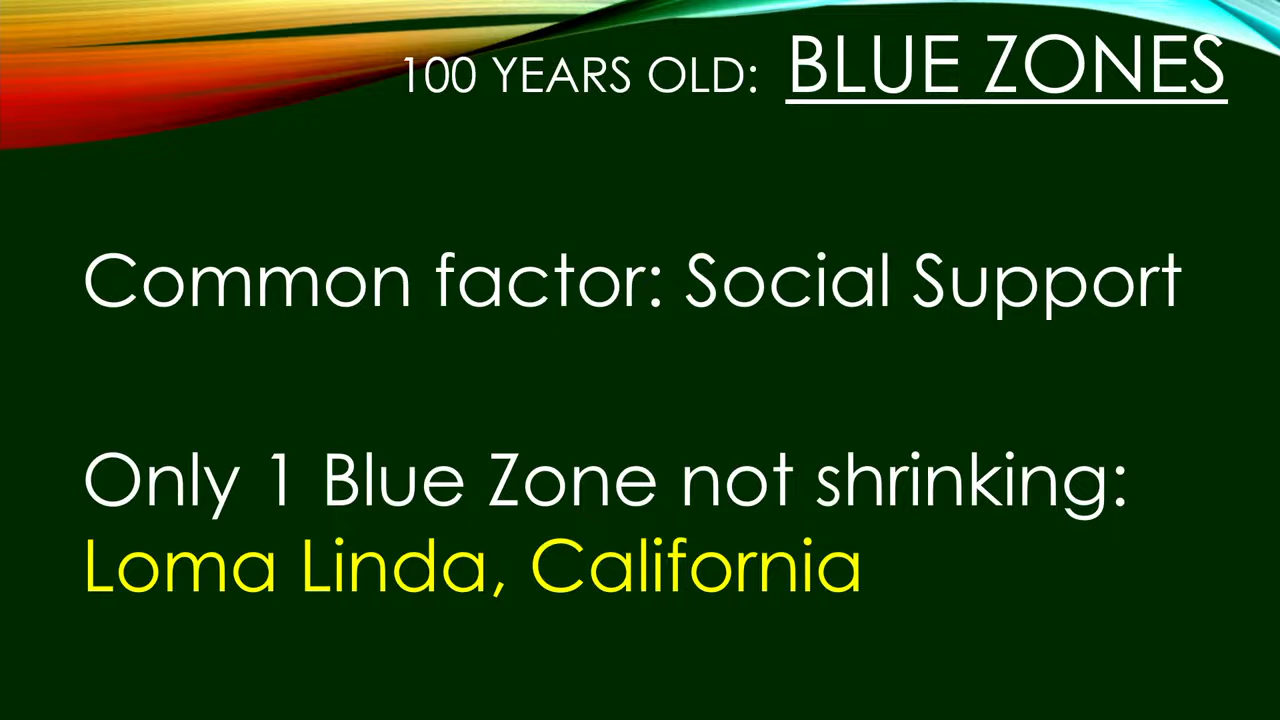 100 YEARS OLD: BLUE ZONES
Common factor: Social Support
Only 1 Blue Zone not shrinking:
Loma Linda, California